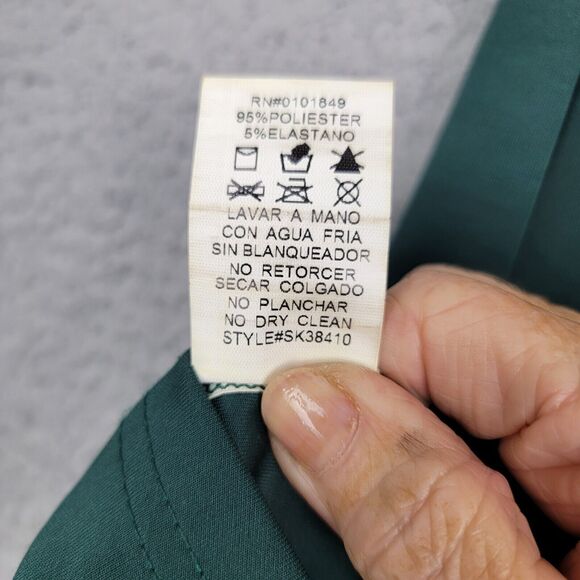 RN#0101849
95%POLIESTER
5%ELASTANO
LAVAR A MANO
CON AGUA FRIA
SIN BLANQUEADOR
NO RETORCER
SECAR COLGADO
NO PLANCHAR
NO DRY CLEAN
STYLE#SK38410